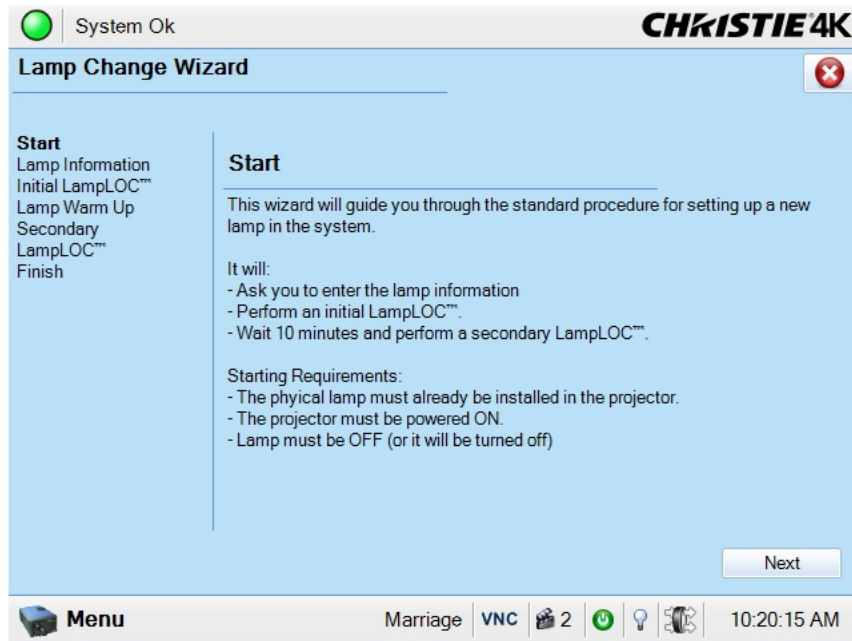 System Ok
CHRISTIE 4K
Lamp Change Wizard
Start
Lamp Information
Initial LampLOC™
Lamp Warm Up
Secondary
LampLOC™
Finish
Start
This wizard will guide you through the standard procedure for setting up a new
lamp in the system.
It will:
- Ask you to enter the lamp information
- Perform an initial LampLOC™.
- Wait 10 minutes and perform a secondary LampLOC™.
Starting Requirements:
- The phyical lamp must already be installed in the projector.
- The projector must be powered ON.
- Lamp must be OFF (or it will be turned off)
Next
Menu
Marriage
VNC
2
10:20:15 AM